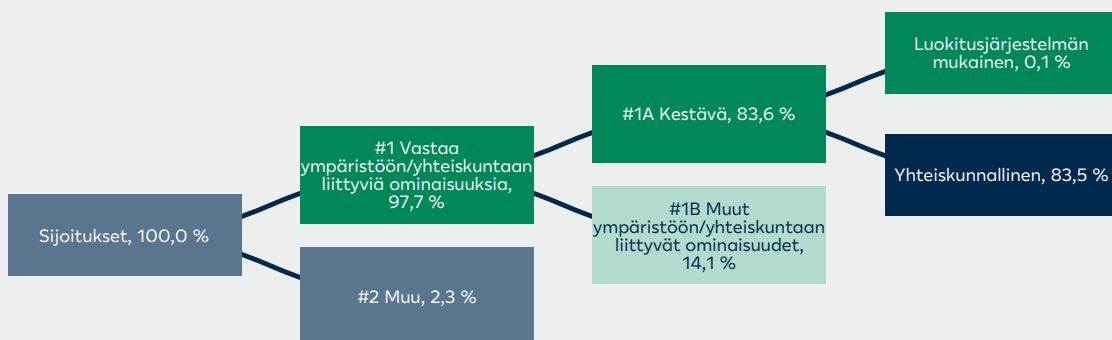 Sijoitukset, 100,0 %
#1 Vastaa
ympäristöön/yhteiskuntaan
liittyviä ominaisuuksia,
97,7 %
#2 Muu, 2,3 %
#1A Kestävä, 83,6 %
#1B Muut
ympäristöön/yhteiskuntaan
liittyvät ominaisuudet,
14,1 %
Luokitusjärjestelmän
mukainen, 0,1 %
Yhteiskunnallinen, 83,5 %